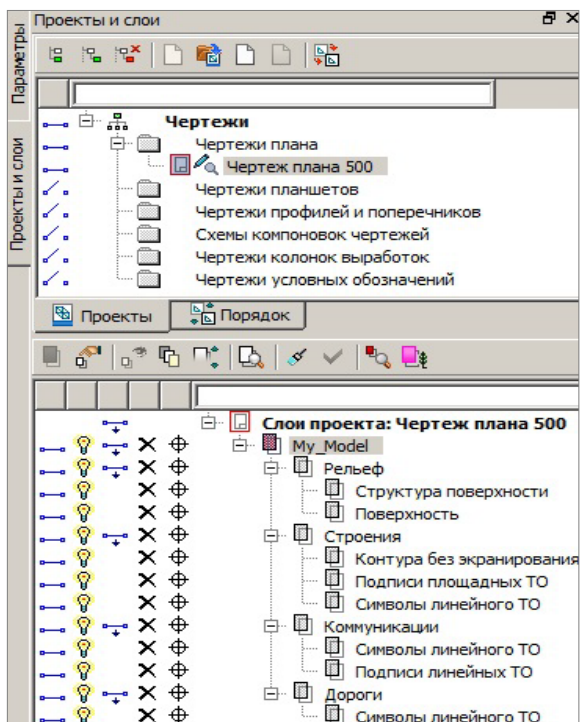 Проекты и слои
Параметры
Проекты и слои
Чертежи
Чертежи плана
Чертеж плана 500
Чертежи планшетов
Чертежи профилей и поперечников
Схемы компоновок чертежей
Чертежи колонок выработок
Чертежи условных обозначений
Проекты
Порядок
Слои проекта: Чертеж плана 500
My_Model
Рельеф
Структура поверхности
Поверхность
Строения
Контура без экранирования
Подписи площадных ТО
Символы линейного ТО
Коммуникации
Символы линейного ТО
Подписи линейных ТО
Дороги
Символы линейного ТО